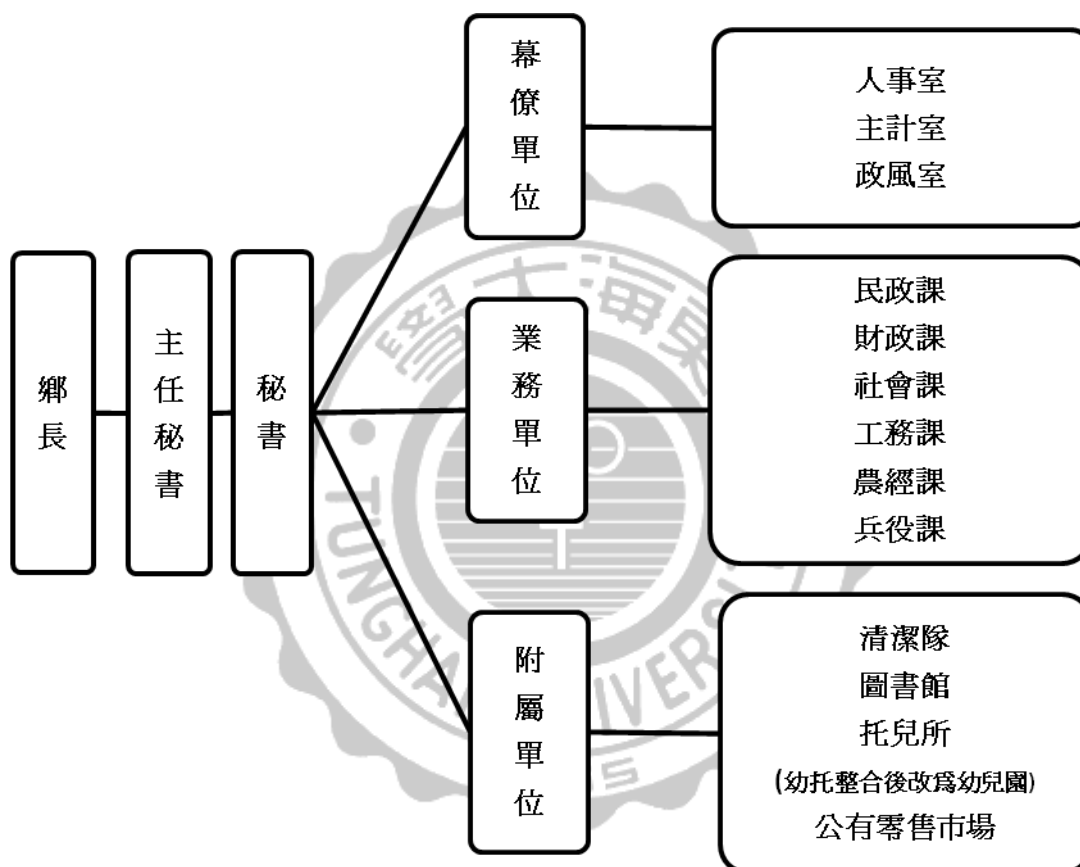 鄉長
主任秘書
秘書
幕僚單位
人事室
主計室
政風室
業務單位
民政課
財政課
社會課
工務課
農經課
兵役課
附屬單位
清潔隊
圖書館
托兒所
(幼托整合後改爲幼兒園)
公有零售市場